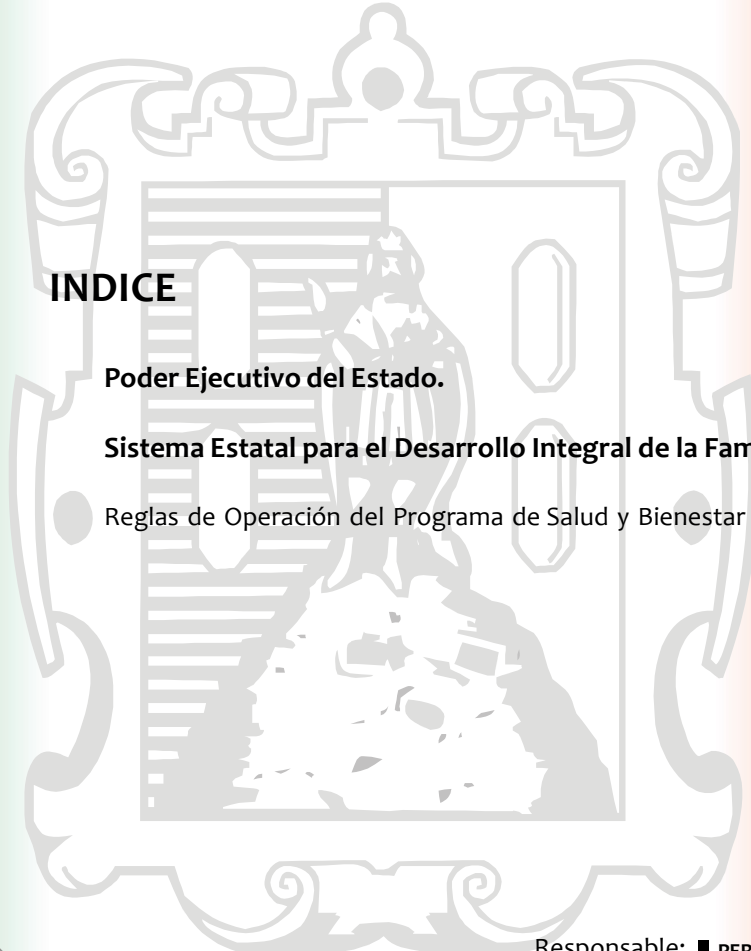 INDICE
Poder Ejecutivo del Estado.
Sistema Estatal para el Desarrollo Integral de la
Reglas de Operación del Programa de Salud y Bienestar
Responsable: